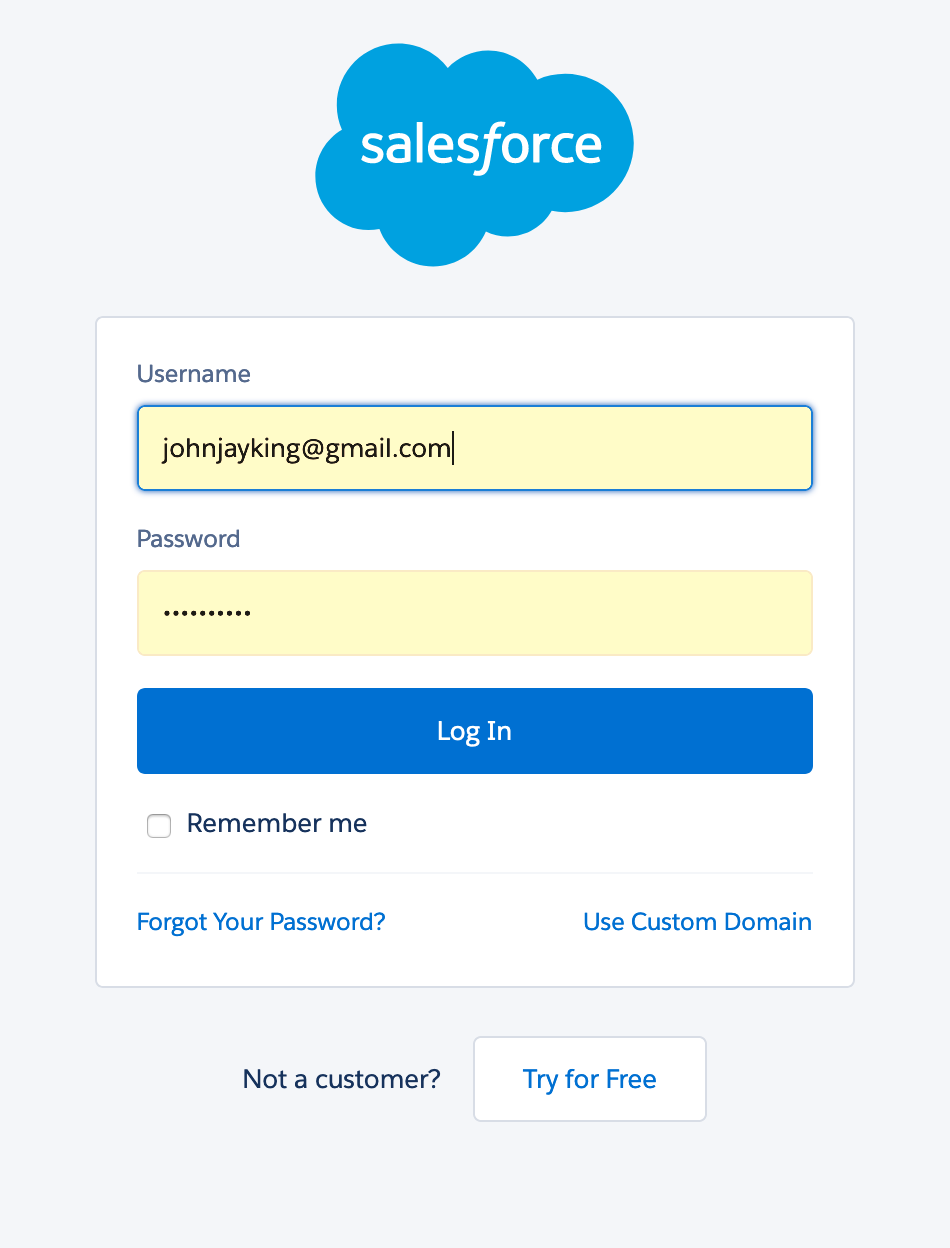 salesforce
Username
johnjayking@gmail.com
Password
••••••••••
Log In
Remember me
Forgot Your Password? Use Custom Domain
Not a customer? Try for Free